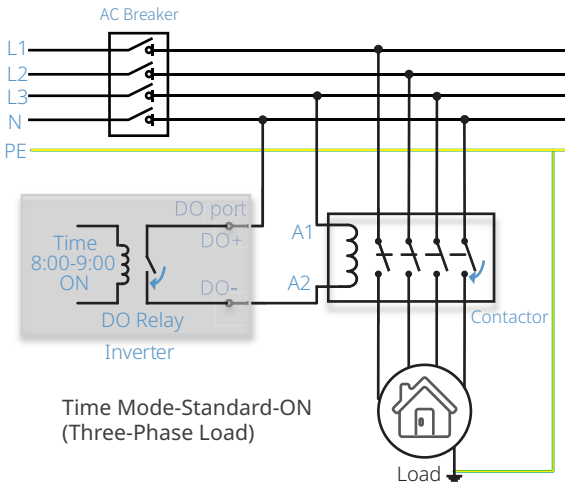 AC Breaker
L1
L2
L3
N
PE
DO port
DO+
Time
8:00-9:00
ON
DO-
DO Relay
Inverter
A1
A2
Contactor
Time Mode-Standard-ON
(Three-Phase Load)
Load